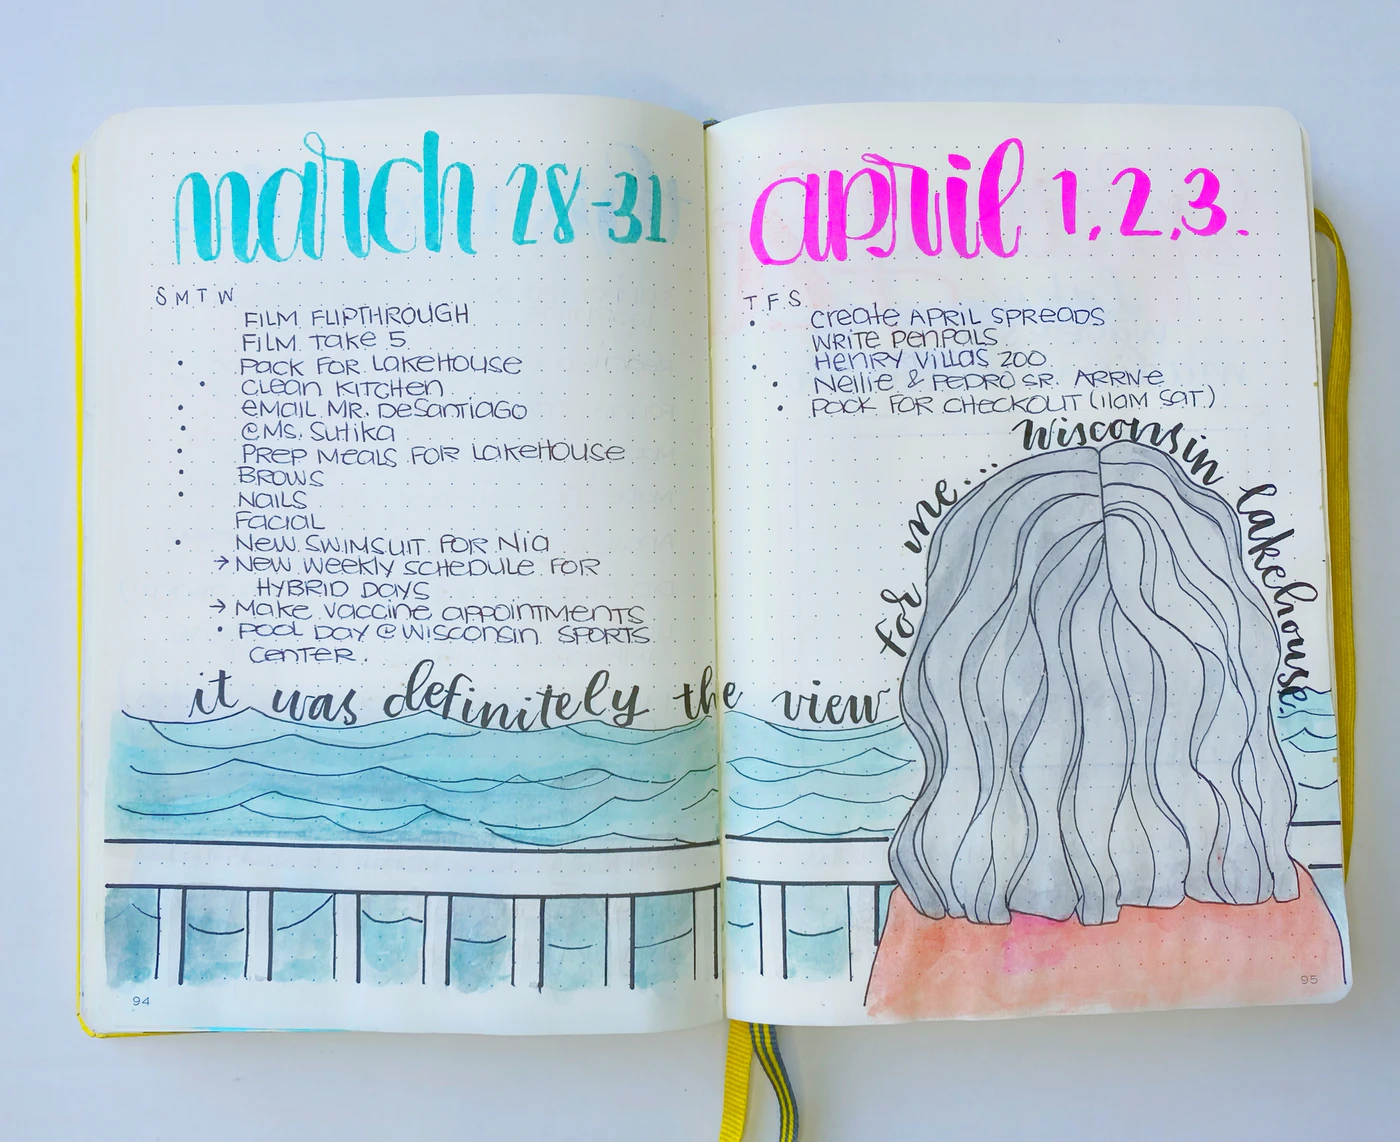 march 28-31
S M T W
FILM FLIPTHROUGH
FILM TAKE 5
• PACK FOR LAKEHOUSE
• CLEAN KITCHEN
• EMAIL MR. DESANTIAGO
• @MS. SUTIKA
• PREP MEALS FOR LAKEHOUSE
• BROWS
• NAILS
FACIAL
• NEW SWIMSUIT FOR NIA
→ NEW WEEKLY SCHEDULE FOR
HYBRID DAYS
→ MAKE VACCINE APPOINTMENTS
• POOL DAY @ WISCONSIN SPORTS
CENTER.
94
april 1,2,3.
T F S
• CREATE APRIL SPREADS
WRITE PENPALS
• HENRY VILLAS ZOO
• NELLIE & PEDRO SR. ARRIVE
• PACK FOR CHECKOUT (11AM SAT.)
it was definitely the view
for me... Wisconsin lakehouse.
95